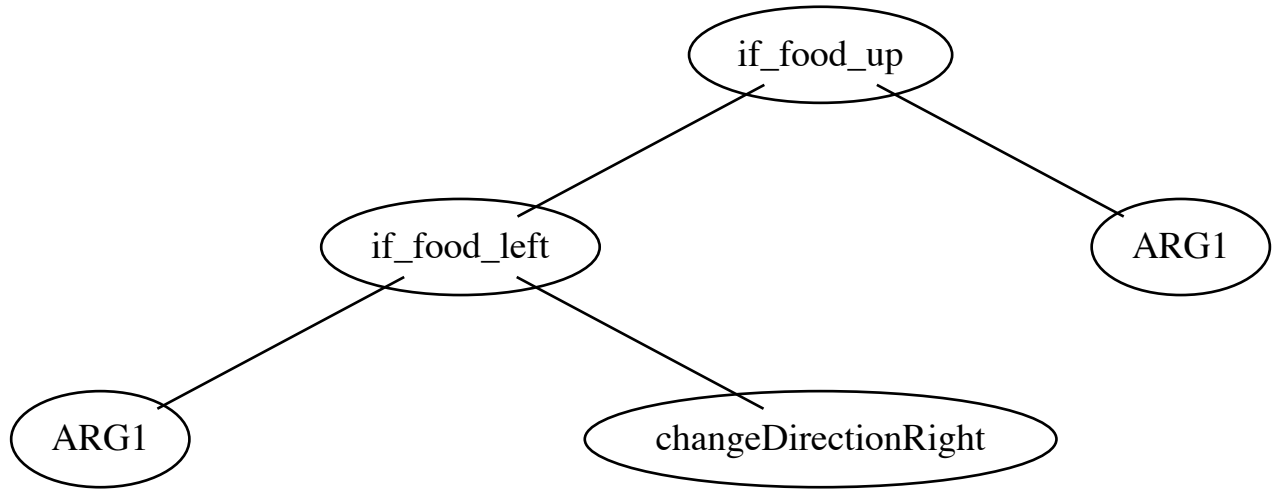 if_food_up
if_food_left
ARG1
ARG1
changeDirectionRight